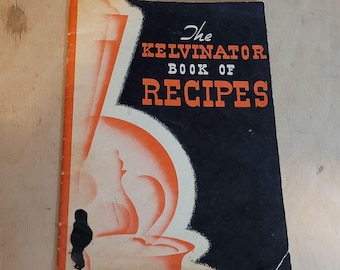 The
KELVINATOR
BOOK OF
RECIPES